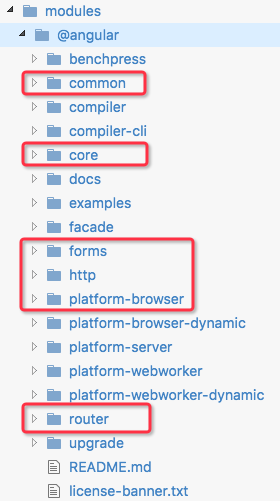 modules
@angular
benchpress
common
compiler
compiler-cli
core
docs
examples
facade
forms
http
platform-browser
platform-browser-dynamic
platform-server
platform-webworker
platform-webworker-dynamic
router
upgrade
README.md
license-banner.txt